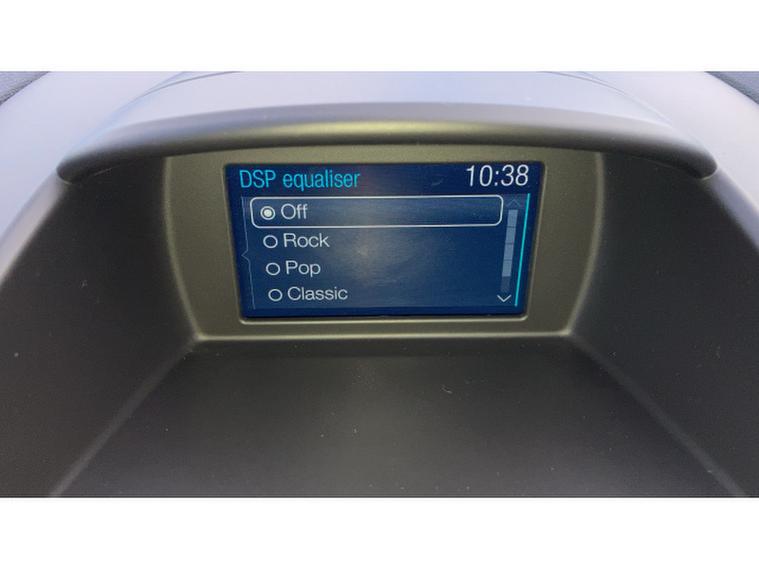 DSP equaliser 10:38
Off
Rock
Pop
Classic